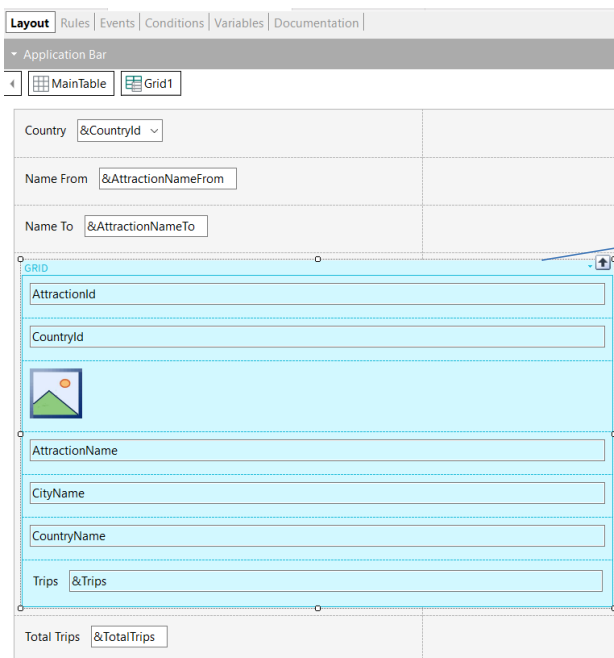 Layout Rules Events Conditions Variables Documentation
Application Bar
MainTable Grid1
Country &CountryId
Name From &AttractionNameFrom
Name To &AttractionNameTo
GRID
AttractionId
CountryId
AttractionName
CityName
CountryName
Trips &Trips
Total Trips &TotalTrips